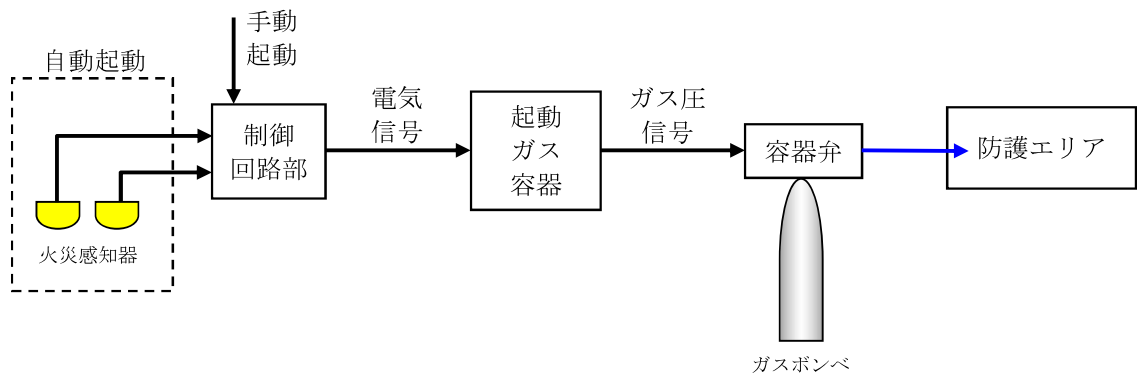 自動起動
手動
起動
火災感知器
制御
回路部
電気
信号
起動
ガス
容器
ガス圧
信号
容器弁
ガスボンベ
防護エリア